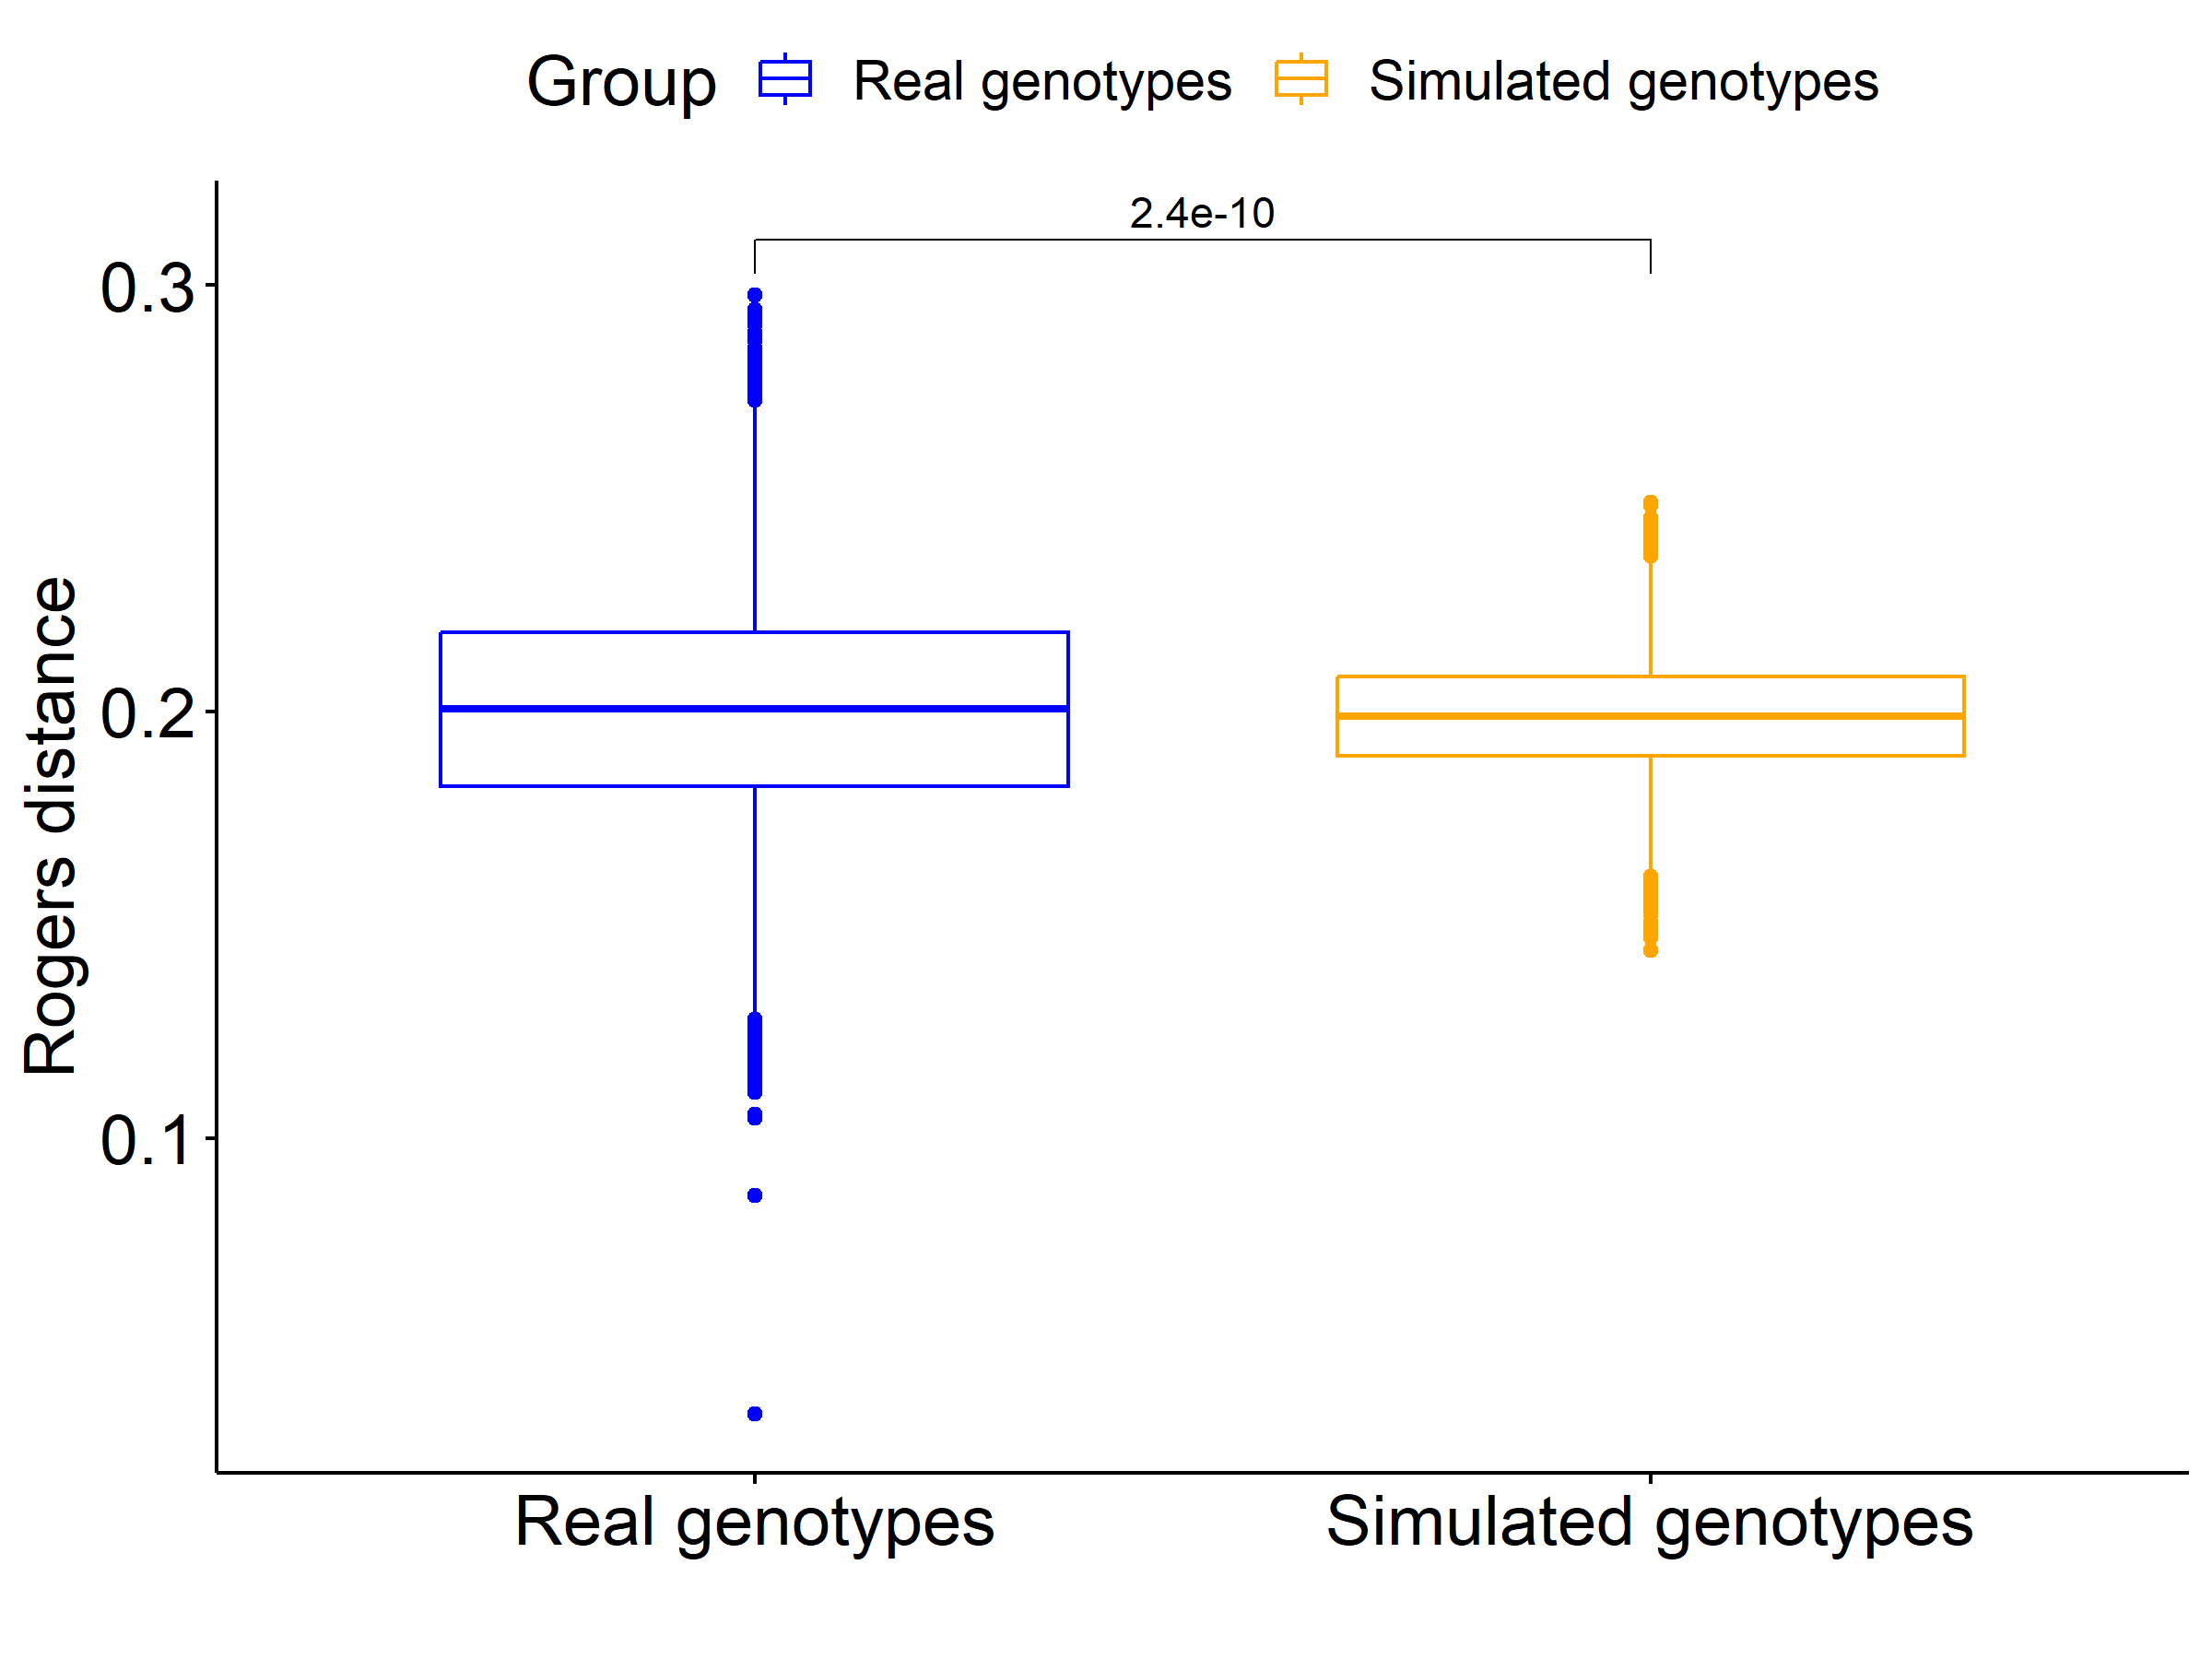 Group Real genotypes Simulated genotypes
2.4e-10
0.3
0.2
0.1
Rogers distance
Real genotypes Simulated genotypes